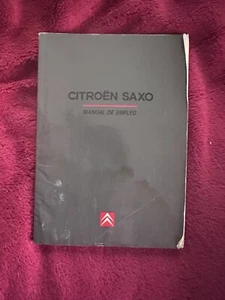 CITROËN SAXO
MANUAL DE EMPLEO